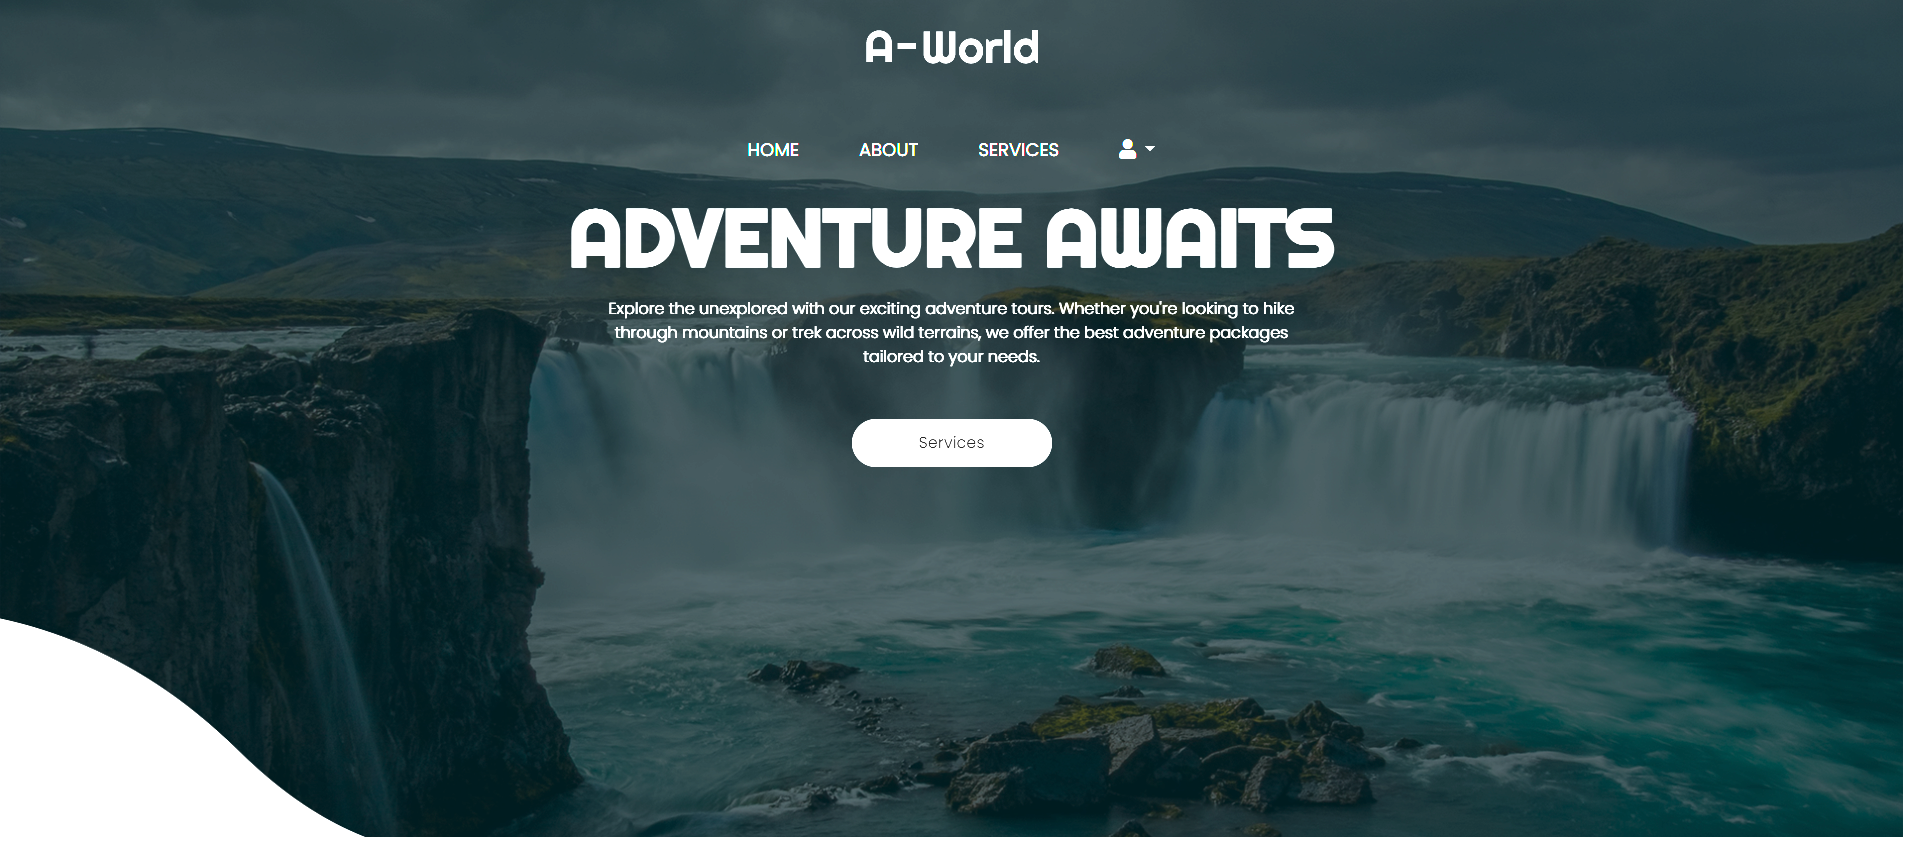 A-World
HOME ABOUT SERVICES
ADVENTURE AWAITS
Explore the unexplored with our exciting adventure tours. Whether you're looking to hike
through mountains or trek across wild terrains, we offer the best adventure packages
tailored to your needs.
Services